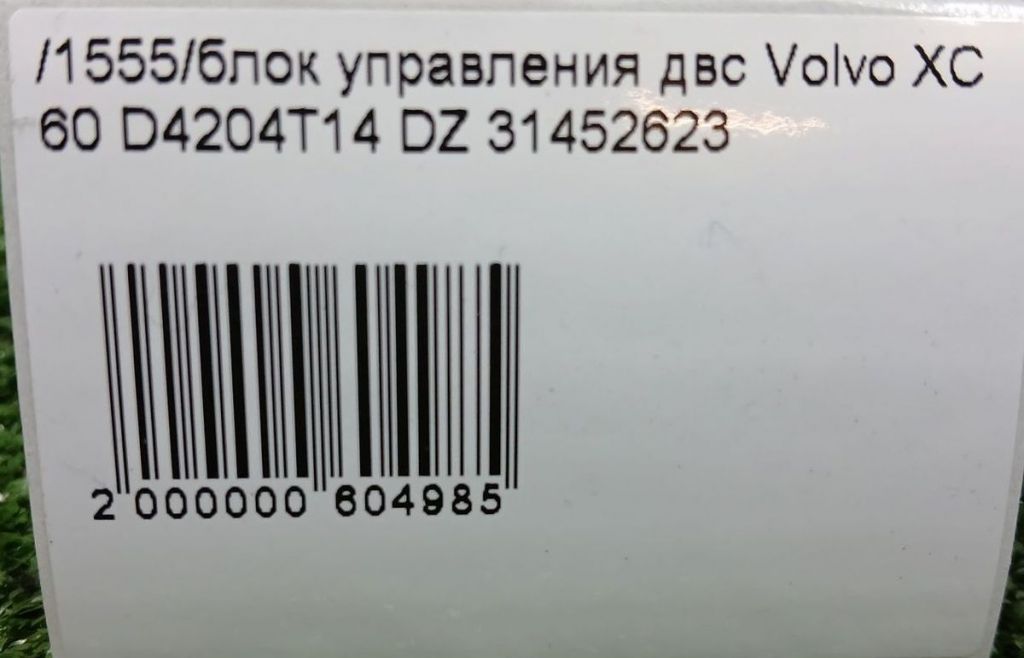 /1555/блок управления двс Volvo XC
60 D4204T14 DZ 31452623
2 000000 604985